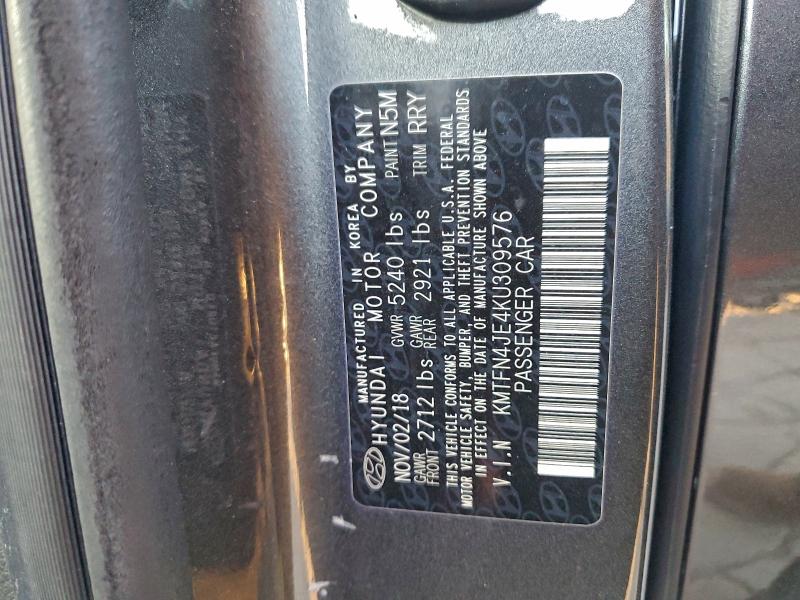 MANUFACTURED IN KOREA BY
HYUNDAI MOTOR COMPANY
NOV/02/18 GVWR 5240 lbs PAINT N5M
GAWR FRONT 2712 lbs GAWR REAR 2921 lbs TRIM RRY
THIS VEHICLE CONFORMS TO ALL APPLICABLE U.S.A. FEDERAL
MOTOR VEHICLE SAFETY, BUMPER, AND THEFT PREVENTION STANDARDS
IN EFFECT ON THE DATE OF MANUFACTURE SHOWN ABOVE
V.I.N KMTFN4JE4KU309576
PASSENGER CAR